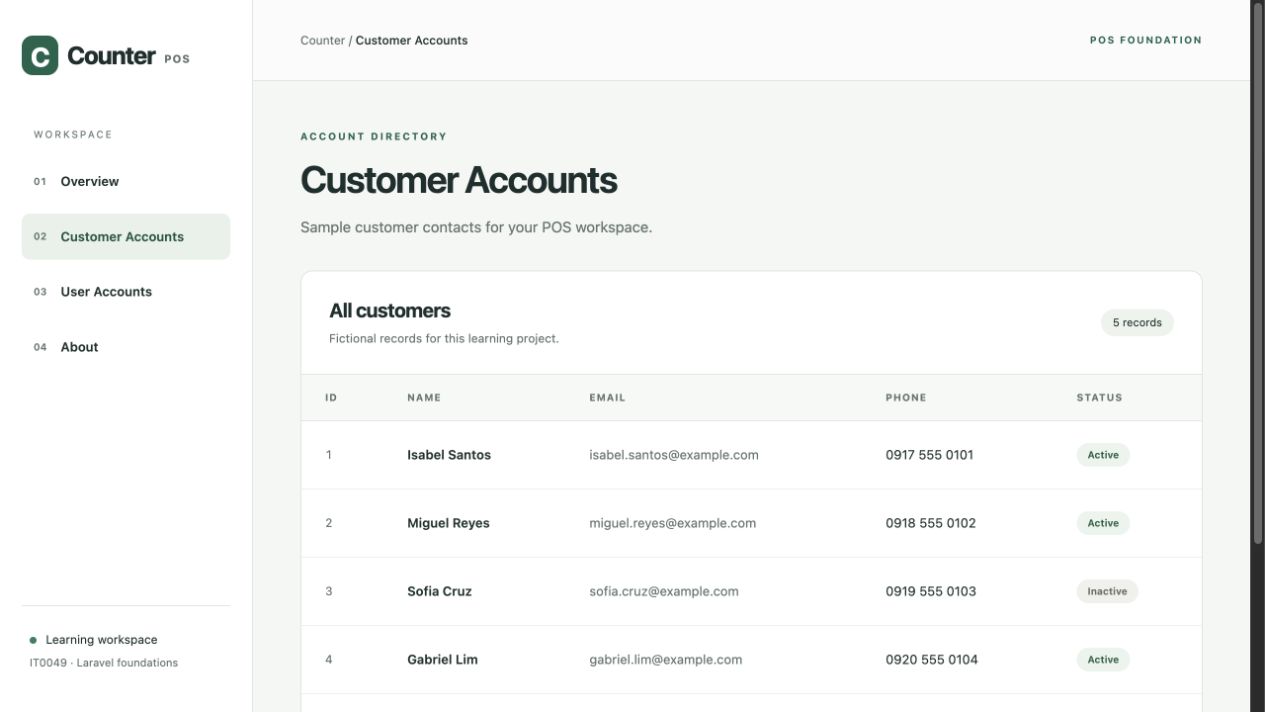 C Counter POS
WORKSPACE
01 Overview
02 Customer Accounts
03 User Accounts
04 About
Learning workspace
IT0049 · Laravel foundations
Counter / Customer Accounts
POS FOUNDATION
ACCOUNT DIRECTORY
Customer Accounts
Sample customer contacts for your POS workspace.
All customers
Fictional records for this learning project.
5 records
ID NAME EMAIL PHONE STATUS
1 Isabel Santos isabel.santos@example.com 0917 555 0101 Active
2 Miguel Reyes miguel.reyes@example.com 0918 555 0102 Active
3 Sofia Cruz sofia.cruz@example.com 0919 555 0103 Inactive
4 Gabriel Lim gabriel.lim@example.com 0920 555 0104 Active